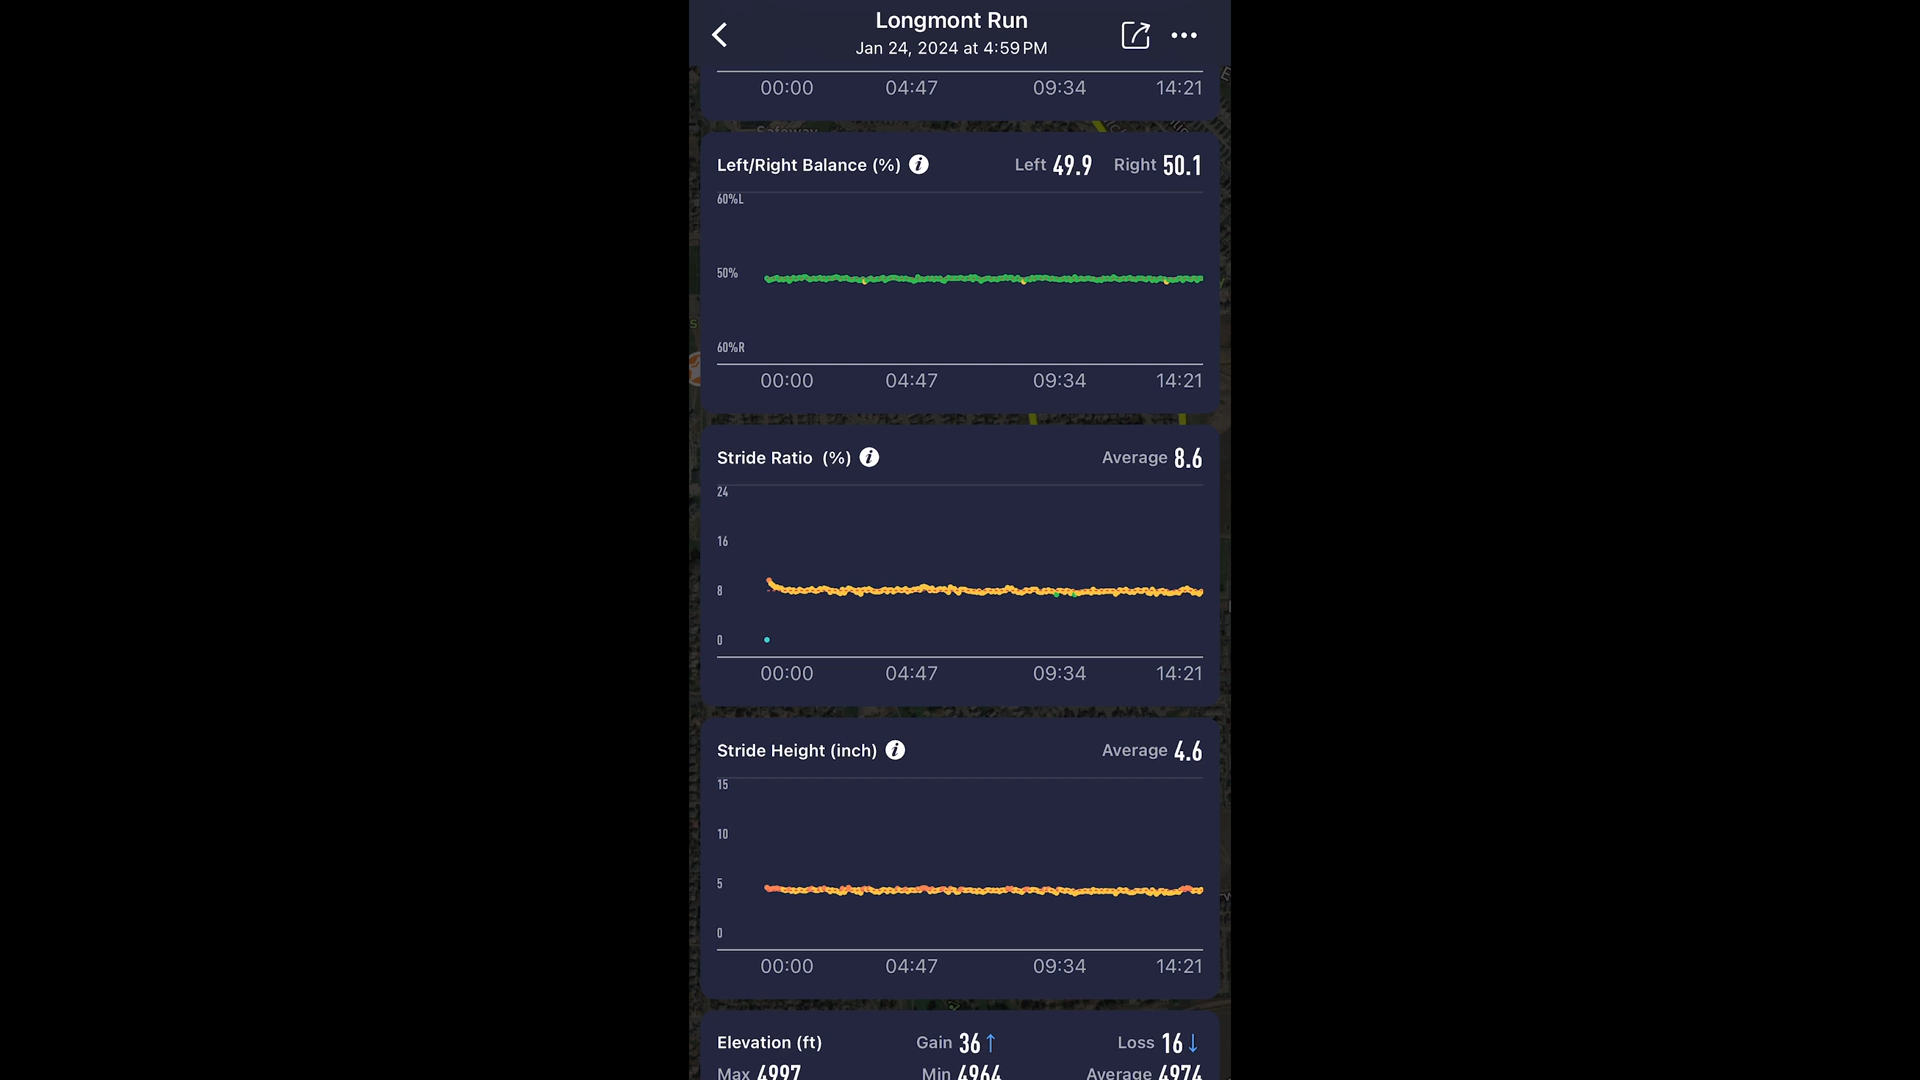 Longmont Run
Jan 24, 2024 at 4:59 PM
00:00 04:47 09:34 14:21
Safeway
Left/Right Balance (%) i Left 49.9 Right 50.1
60%L
50%
60%R
00:00 04:47 09:34 14:21
Stride Ratio (%) i Average 8.6
24
16
8
0
00:00 04:47 09:34 14:21
Stride Height (inch) i Average 4.6
15
10
5
0
00:00 04:47 09:34 14:21
Elevation (ft) Gain 36 ↑ Loss 16 ↓
Max 4997 Min 4964 Average 4974